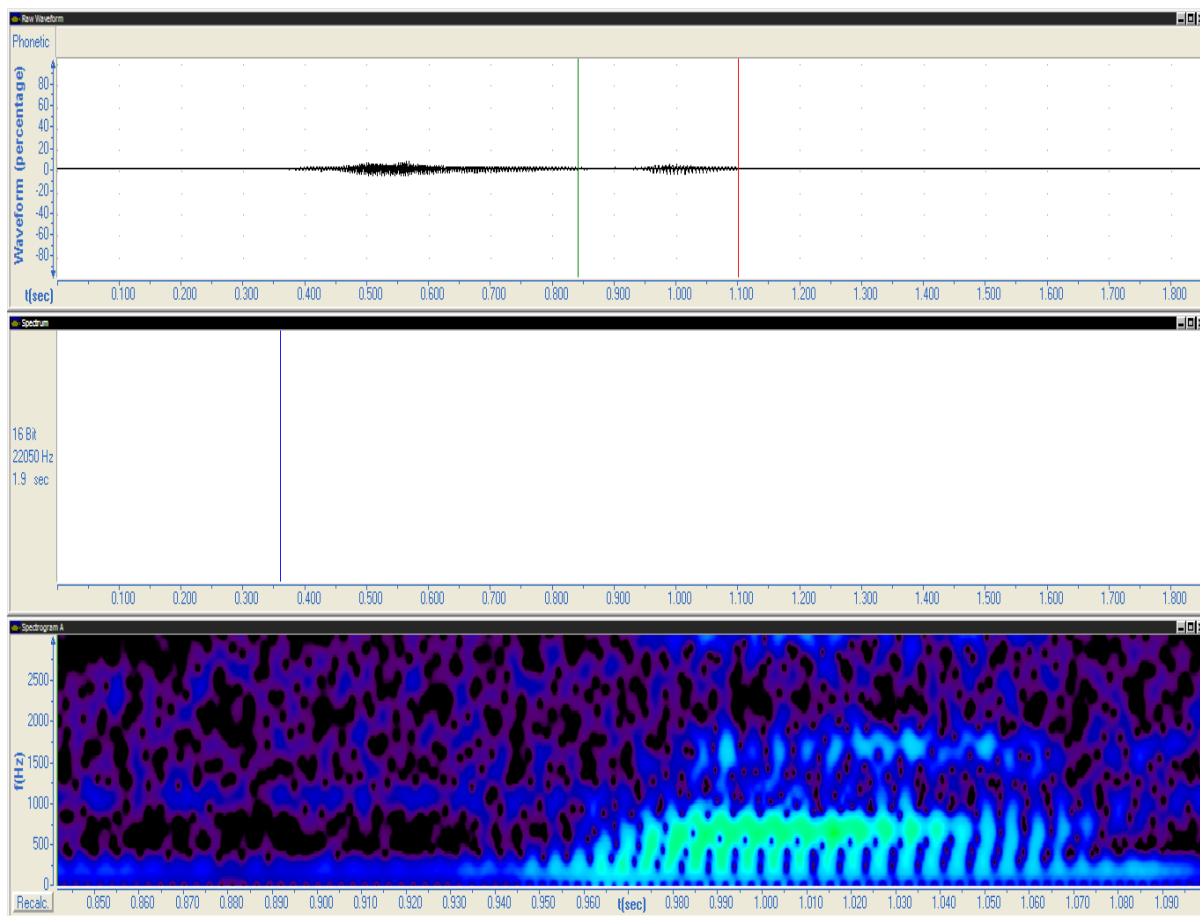 Raw Waveform
Phonetic
Waveform (percentage)
80
60
40
20
0
-20
-40
-60
-80
t(sec)
0.100 0.200 0.300 0.400 0.500 0.600 0.700 0.800 0.900 1.000 1.100 1.200 1.300 1.400 1.500 1.600 1.700 1.800
Spectrum
16 Bit
22050 Hz
1.9 sec
0.100 0.200 0.300 0.400 0.500 0.600 0.700 0.800 0.900 1.000 1.100 1.200 1.300 1.400 1.500 1.600 1.700 1.800
Spectrogram A
f(Hz)
2500
2000
1500
1000
500
0
Recalc.
0.850 0.860 0.870 0.880 0.890 0.900 0.910 0.920 0.930 0.940 0.950 0.960 t(sec) 0.980 0.990 1.000 1.010 1.020 1.030 1.040 1.050 1.060 1.070 1.080 1.090